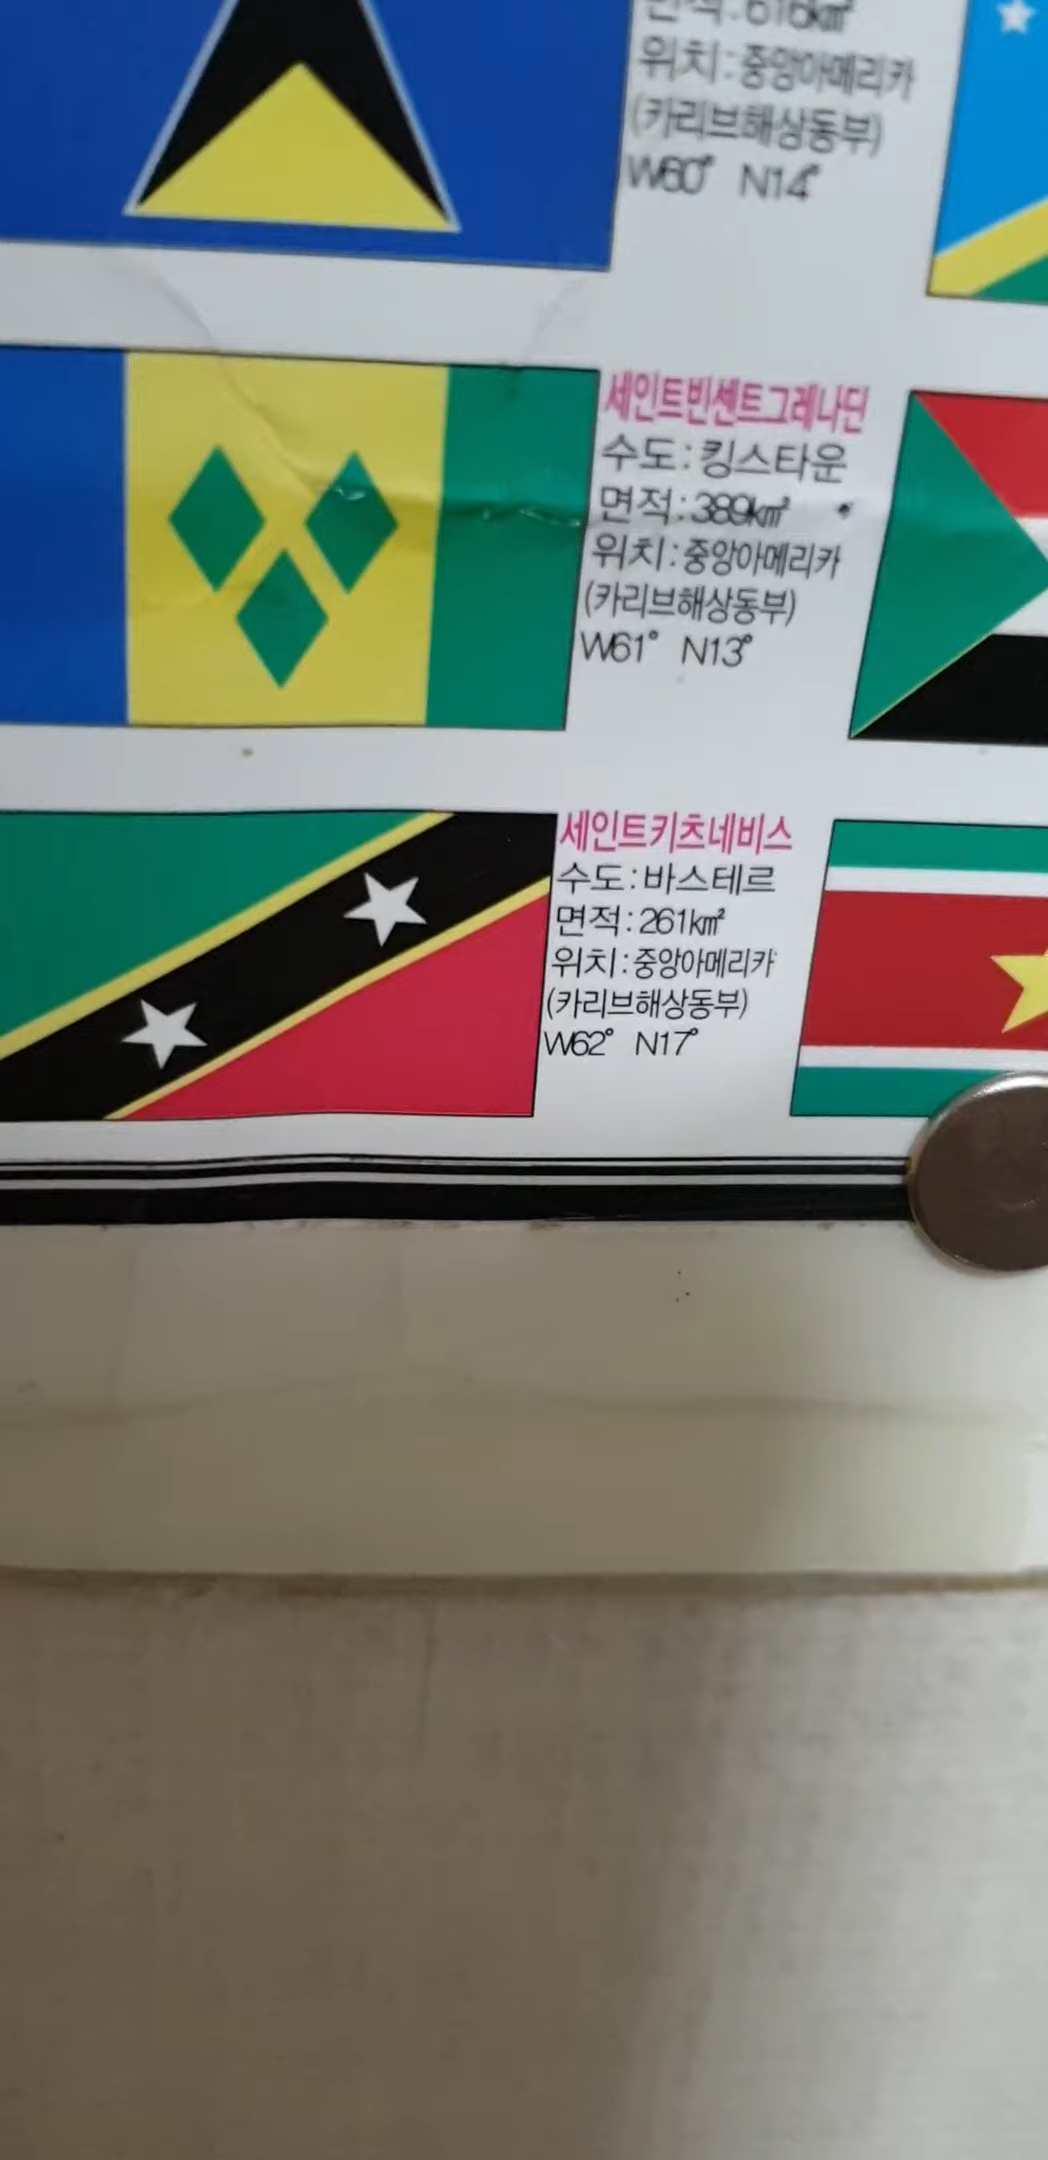 면적:616㎢
위치:중앙아메리카
(카리브해상동부)
W60° N14°
세인트빈센트그레나딘
수도:킹스타운
면적:389㎢
위치:중앙아메리카
(카리브해상동부)
W61° N13°
세인트키츠네비스
수도:바스테르
면적:261㎢
위치:중앙아메리카
(카리브해상동부)
W62° N17°